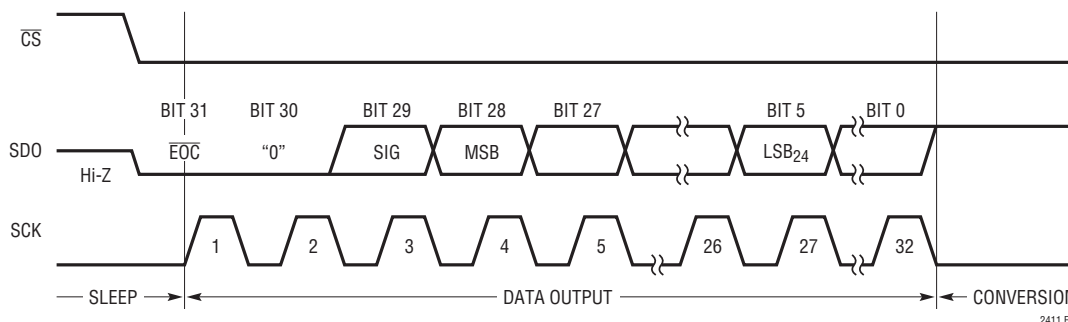 CS
BIT 31 BIT 30 BIT 29 BIT 28 BIT 27 BIT 5 BIT 0
SDO Hi-Z EOC “0” SIG MSB LSB24
SCK 1 2 3 4 5 26 27 32
SLEEP DATA OUTPUT CONVERSION
2411 F